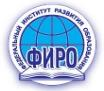 ФЕДЕРАЛЬНЫЙ ИНСТИТУТ РАЗВИТИЯ ОБРАЗОВАНИЯ
ФИРО